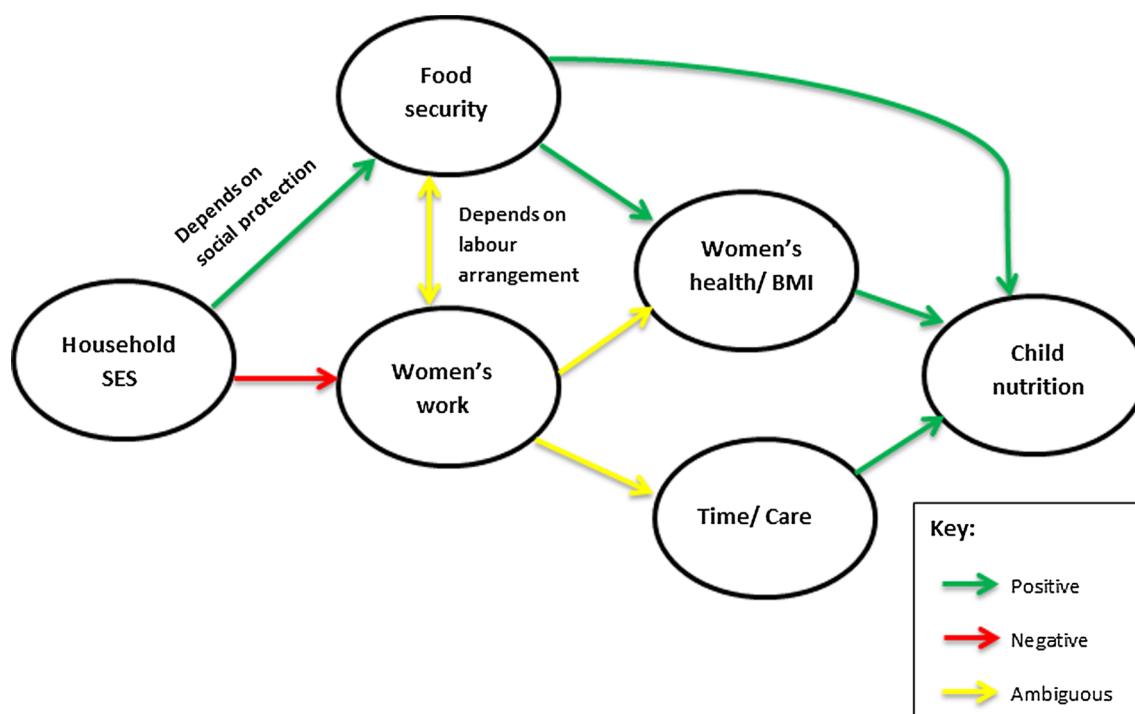 Food
security
Depends on
social protection
Depends on
labour
arrangement
Women's
health/ BMI
Household
SES
Women's
work
Child
nutrition
Time/ Care
Key:
Positive
Negative
Ambiguous